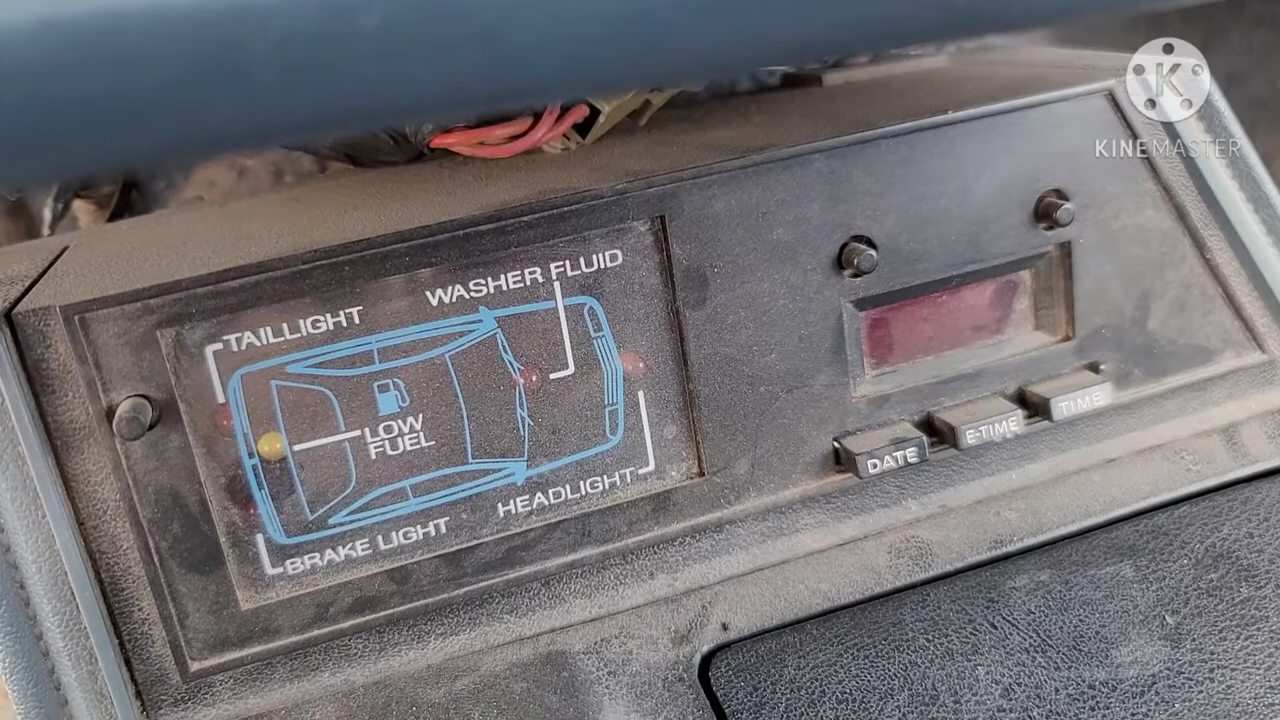 K
KINEMASTER
WASHER FLUID
TAILLIGHT
LOW
FUEL
HEADLIGHT
BRAKE LIGHT
DATE
E-TIME
TIME